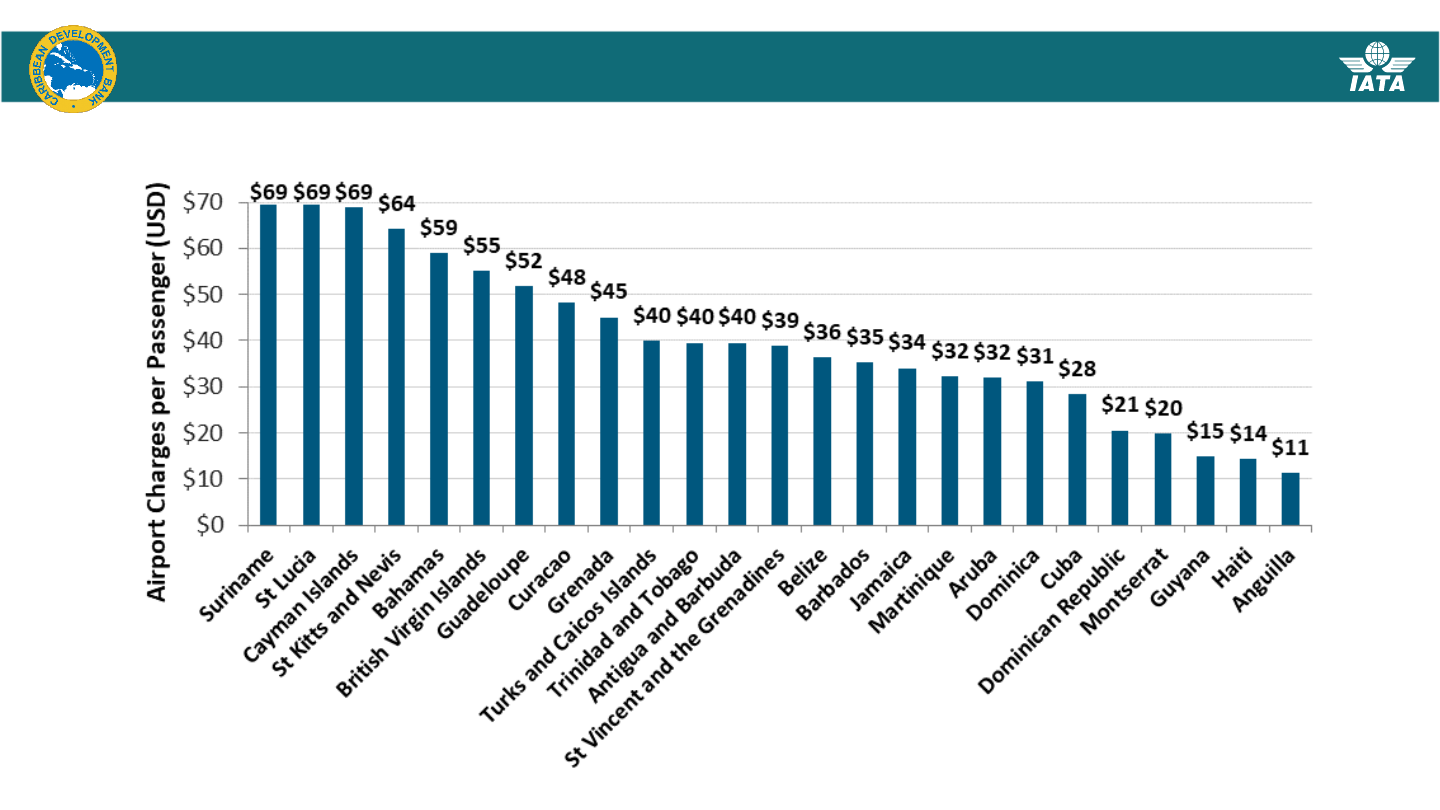 CARIBBEAN DEVELOPMENT BANK
IATA
Airport Charges per Passenger (USD)
$70
$60
$50
$40
$30
$20
$10
$0
$69 $69 $69 $64 $59 $55 $52 $48 $45 $40 $40 $40 $39 $36 $35 $34 $32 $32 $31 $28 $21 $20 $15 $14 $11
Suriname
St Lucia
Cayman Islands
St Kitts and Nevis
Bahamas
British Virgin Islands
Guadeloupe
Curacao
Grenada
Turks and Caicos Islands
Trinidad and Tobago
Antigua and Barbuda
St Vincent and the Grenadines
Belize
Barbados
Jamaica
Martinique
Aruba
Dominica
Cuba
Dominican Republic
Montserrat
Guyana
Haiti
Anguilla